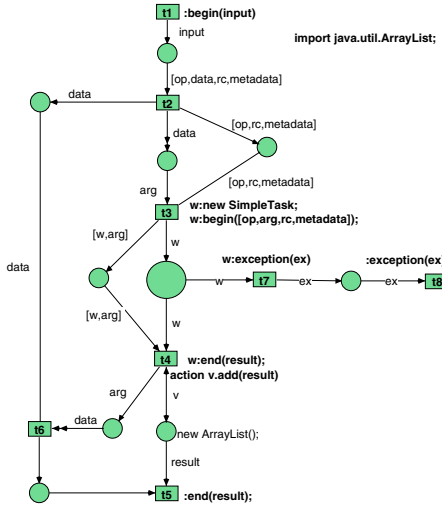 t1 :begin(input)
input
import java.util.ArrayList;
[op,data,rc,metadata]
data
t2
data
[op,rc,metadata]
arg
[op,rc,metadata]
t3 w:new SimpleTask;
w:begin([op,arg,rc,metadata]);
[w,arg]
w
data
w:exception(ex)
:exception(ex
w
t7
ex
ex
t8
[w,arg]
w
t4 w:end(result);
action v.add(result)
arg
v
t6
data
new ArrayList();
result
t5 :end(result);